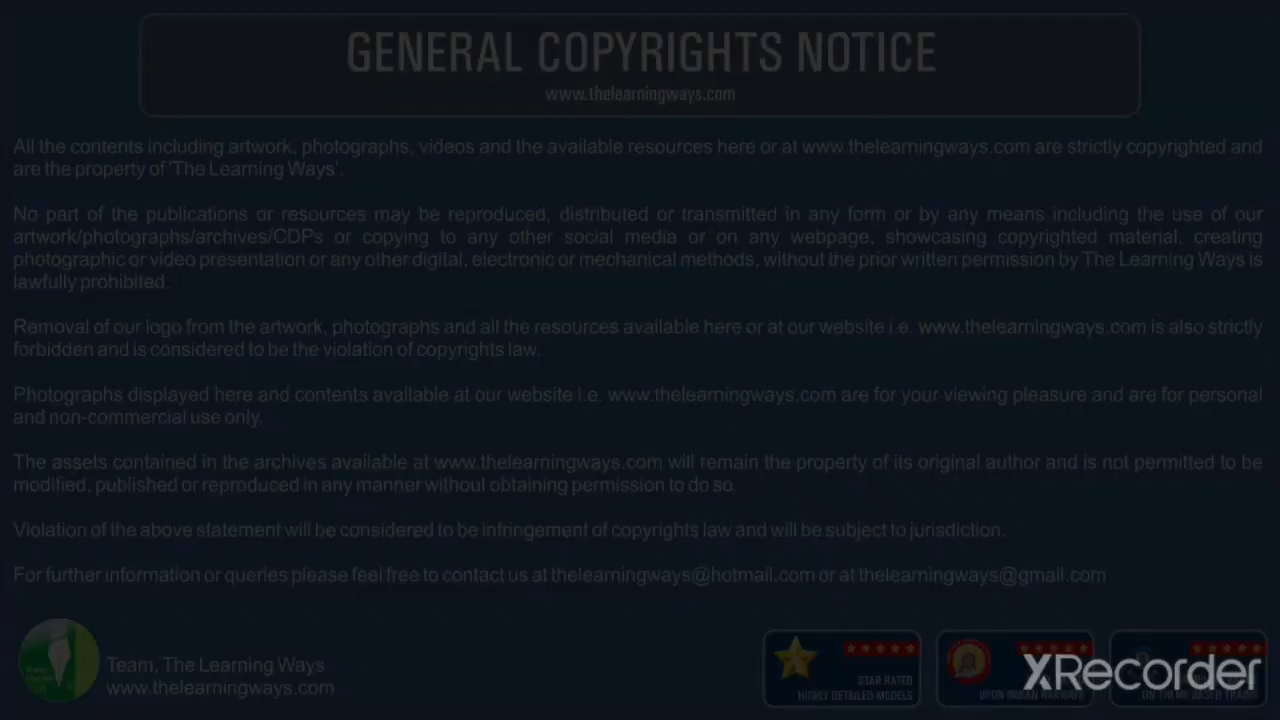 GENERAL COPYRIGHTS NOTICE
www.thelearningways.com
All the contents including artwork, photographs, videos and the available resources here or at www.thelearningways.com are strictly copyrighted and
are the property of 'The Learning Ways'.
No part of the publications or resources may be reproduced, distributed or transmitted in any form or by any means including the use of our
artwork/photographs/archives/CDPs or copying to any other social media or on any webpage, showcasing copyrighted material, creating
photographic or video presentation or any other digital, electronic or mechanical methods, without the prior written permission by The Learning Ways is
lawfully prohibited.
Removal of our logo from the artwork, photographs and all the resources available here or at our website i.e. www.thelearningways.com is also strictly
forbidden and is considered to be the violation of copyrights law.
Photographs displayed here and contents available at our website i.e. www.thelearningways.com are for your viewing pleasure and are for personal
and non-commercial use only.
The assets contained in the archives available at www.thelearningways.com will remain the property of its original author and is not permitted to be
modified, published or reproduced in any manner without obtaining permission to do so.
Violation of the above statement will be considered to be infringement of copyrights law and will be subject to jurisdiction.
For further information or queries please feel free to contact us at thelearningways@hotmail.com or at thelearningways@gmail.com
Team, The Learning Ways
www.thelearningways.com
STAR RATED
HIGHLY DETAILED MODELS
UPON INDIAN RAILWAYS
XRecorder